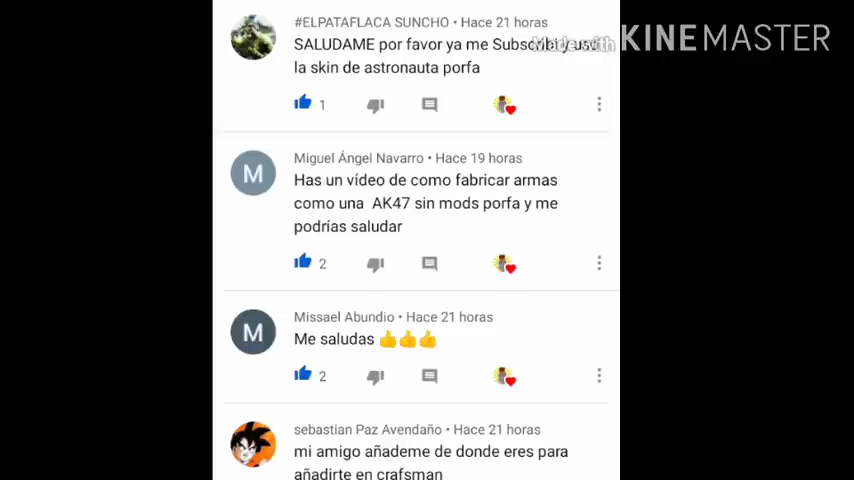 #ELPATAFLACA SUNCHO • Hace 21 horas
SALUDAME por favor ya me Subscribi y uso
la skin de astronauta porfa
1
Made with KINEMASTER
M
Miguel Ángel Navarro • Hace 19 horas
Has un vídeo de como fabricar armas
como una AK47 sin mods porfa y me
podrías saludar
2
M
Missael Abundio • Hace 21 horas
Me saludas 👍👍👍
2
sebastian Paz Avendaño • Hace 21 horas
mi amigo añademe de donde eres para
añadirte en crafsman